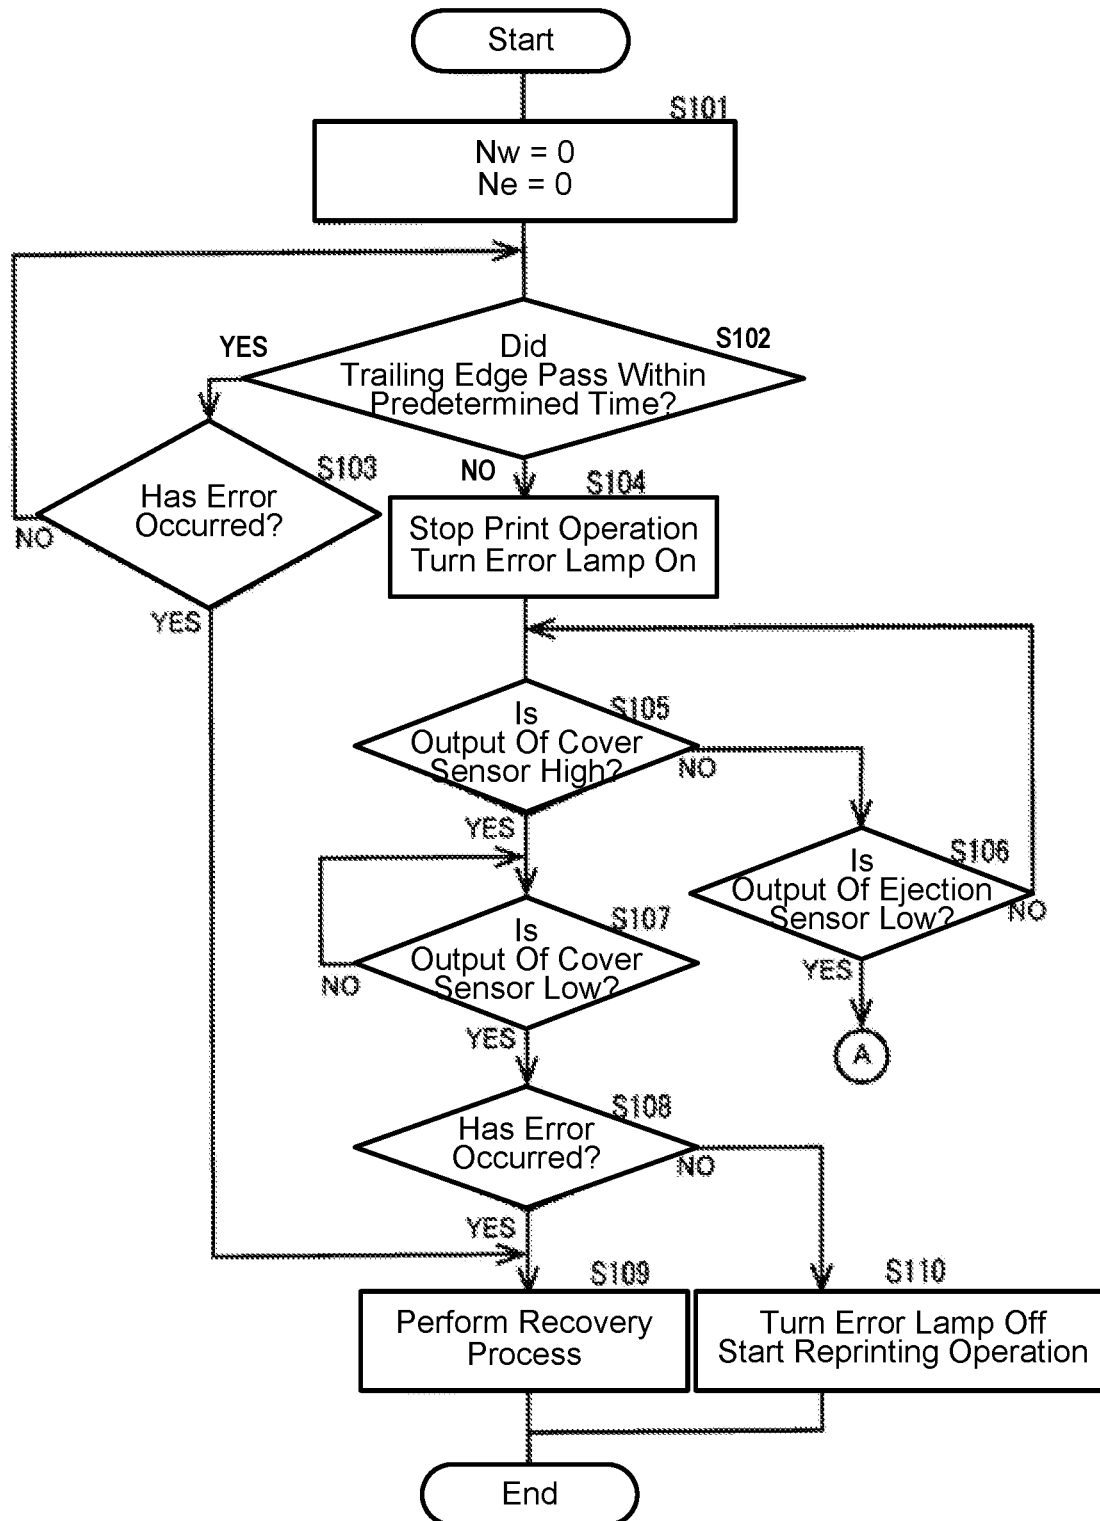 Start
S101
Nw = 0
Ne = 0
YES
S102
Did
Trailing Edge Pass Within
Predetermined Time?
NO
S103
Has Error
Occurred?
NO
YES
S104
Stop Print Operation
Turn Error Lamp On
S105
Is
Output Of Cover
Sensor High?
NO
YES
S106
Is
Output Of Ejection
Sensor Low?
NO
YES
A
S107
Is
Output Of Cover
Sensor Low?
NO
YES
S108
Has Error
Occurred?
NO
YES
S109
Perform Recovery
Process
S110
Turn Error Lamp Off
Start Reprinting Operation
End